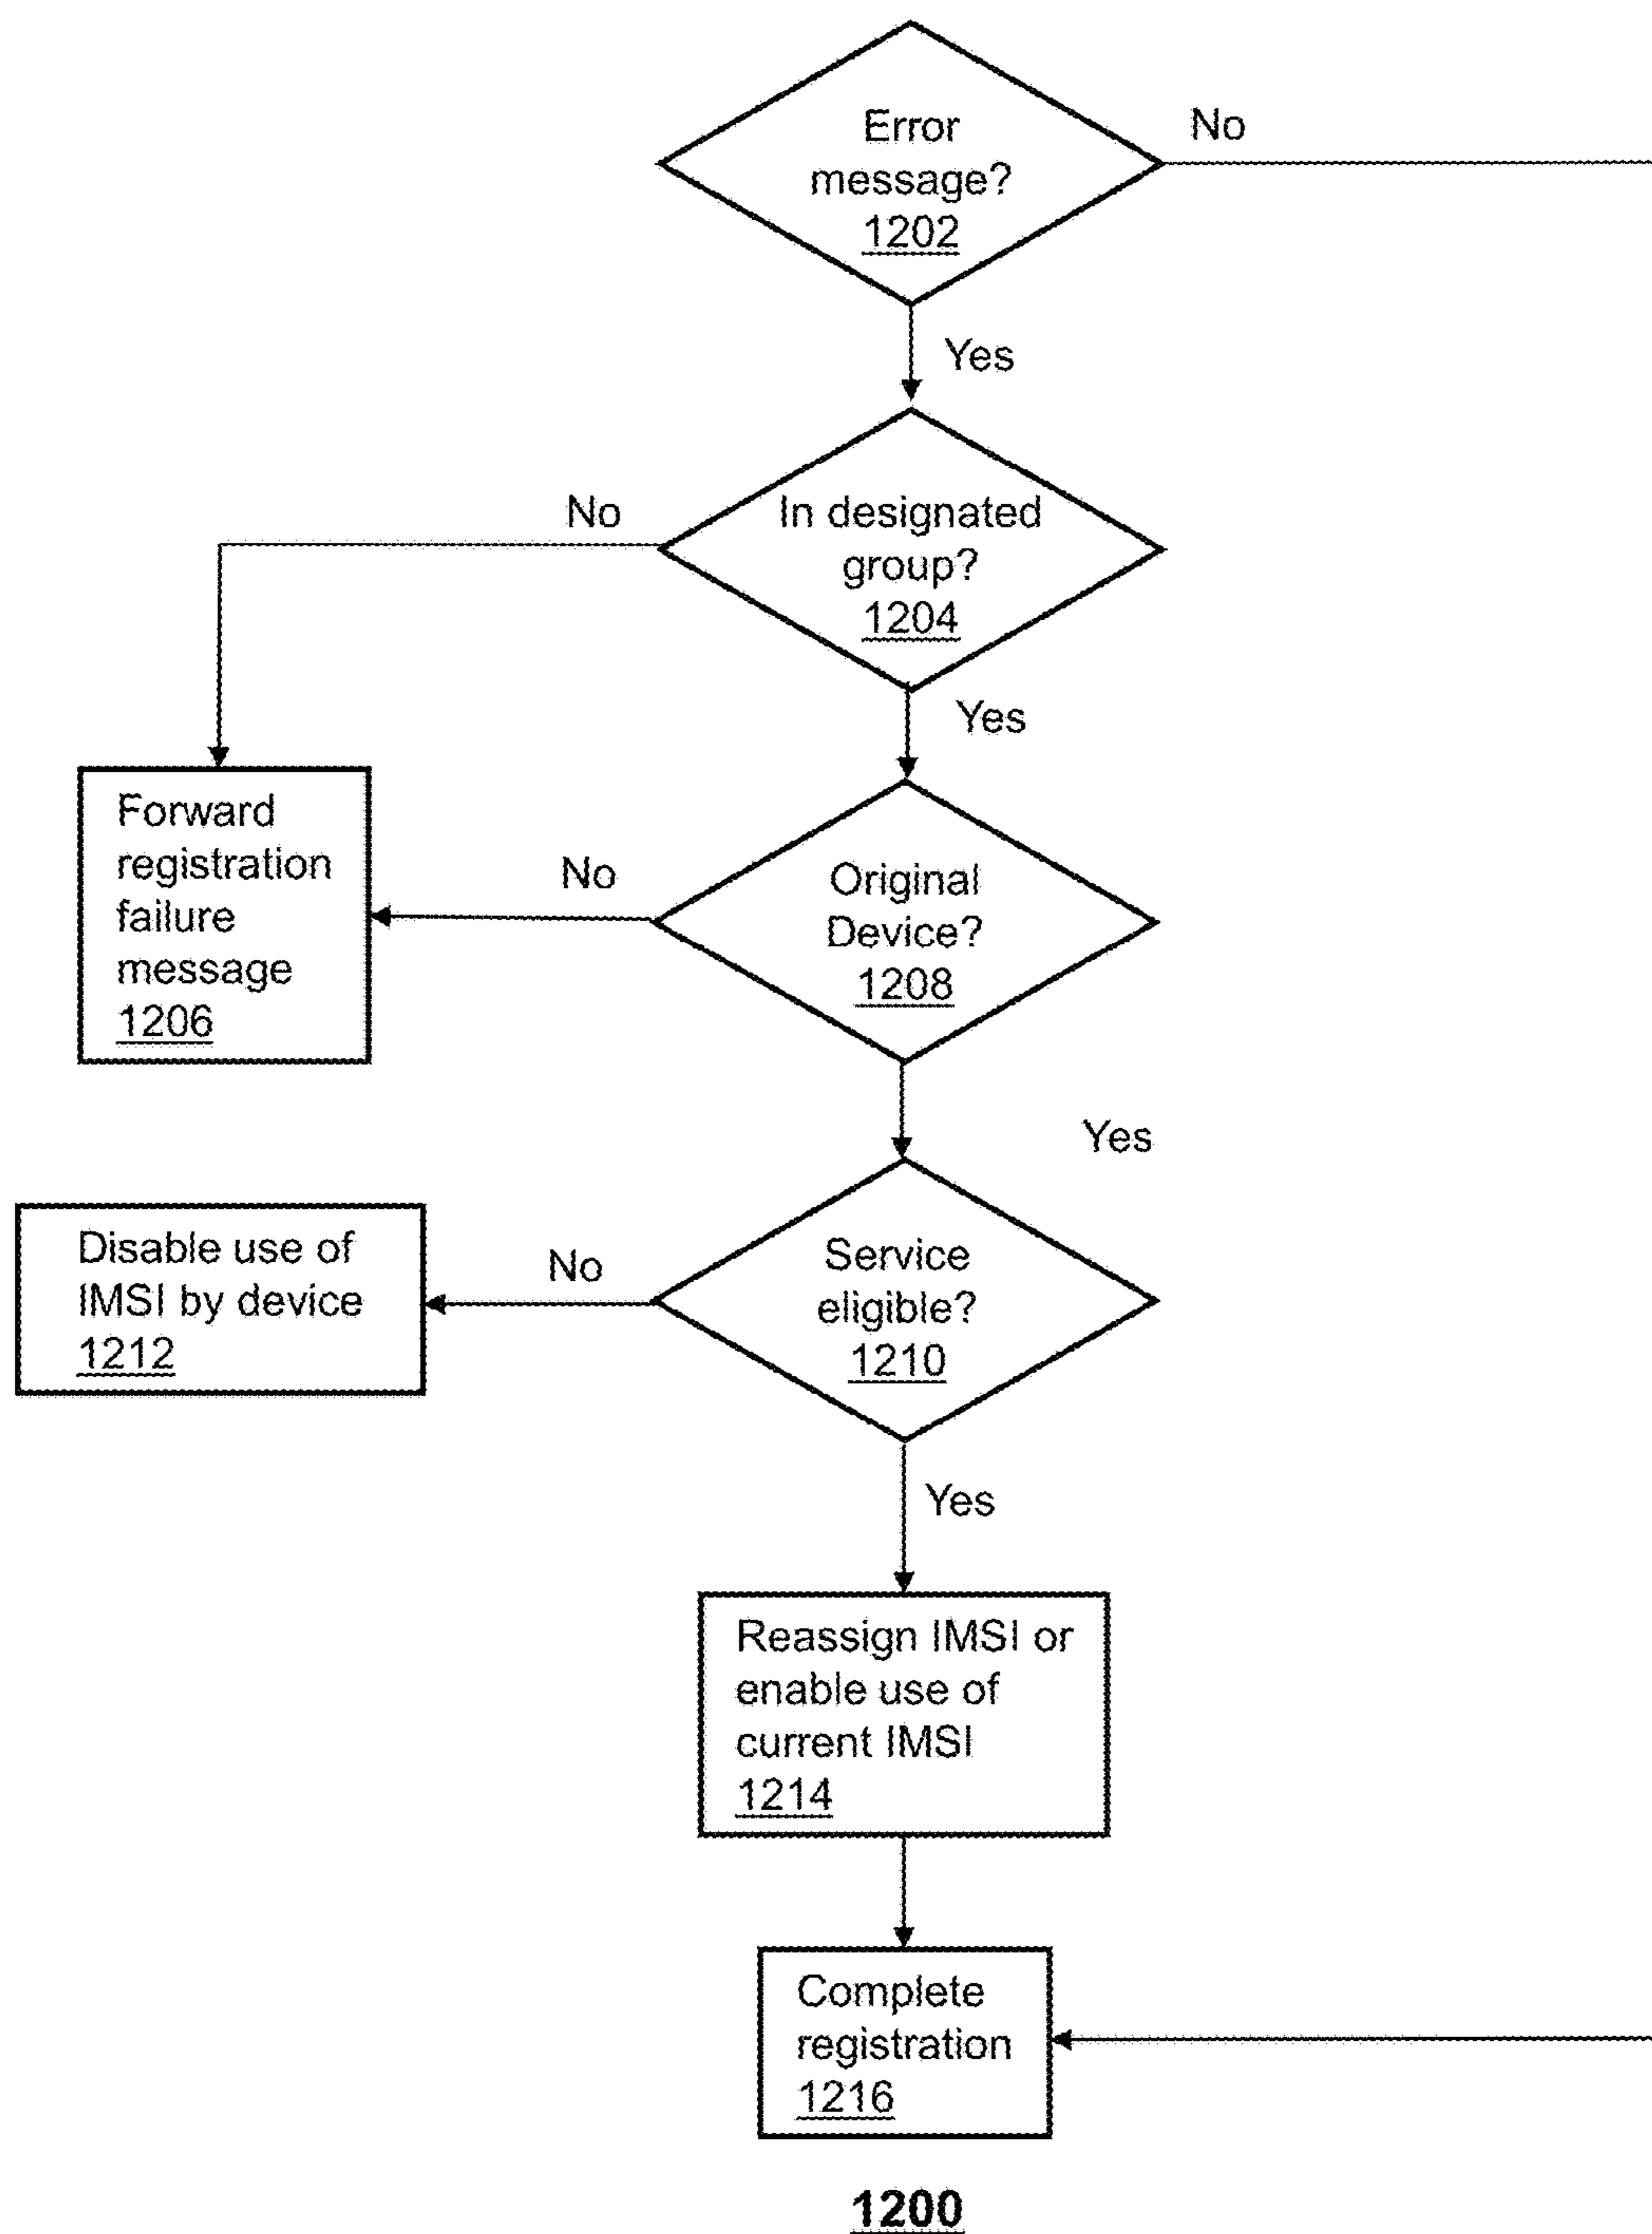 Error
message?
1202
No
Yes
In designated
group?
1204
No
Yes
Forward
registration
failure
message
1206
No
Original
Device?
1208
Yes
Disable use of
IMSI by device
1212
No
Service
eligible?
1210
Yes
Reassign IMSI or
enable use of
current IMSI
1214
Complete
registration
1216
1200